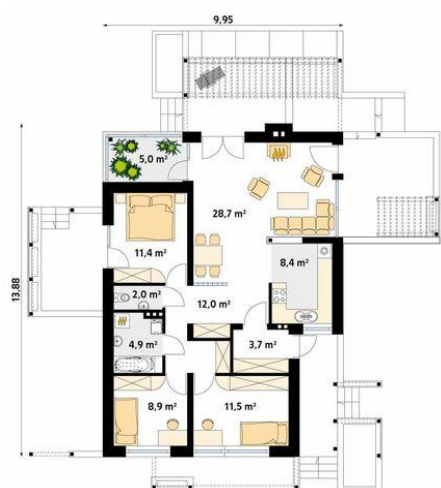 9,95
5,0 m²
28,7 m²
11,4 m²
8,4 m²
13,88
2,0 m²
12,0 m²
4,9 m²
3,7 m²
8,9 m²
11,5 m²